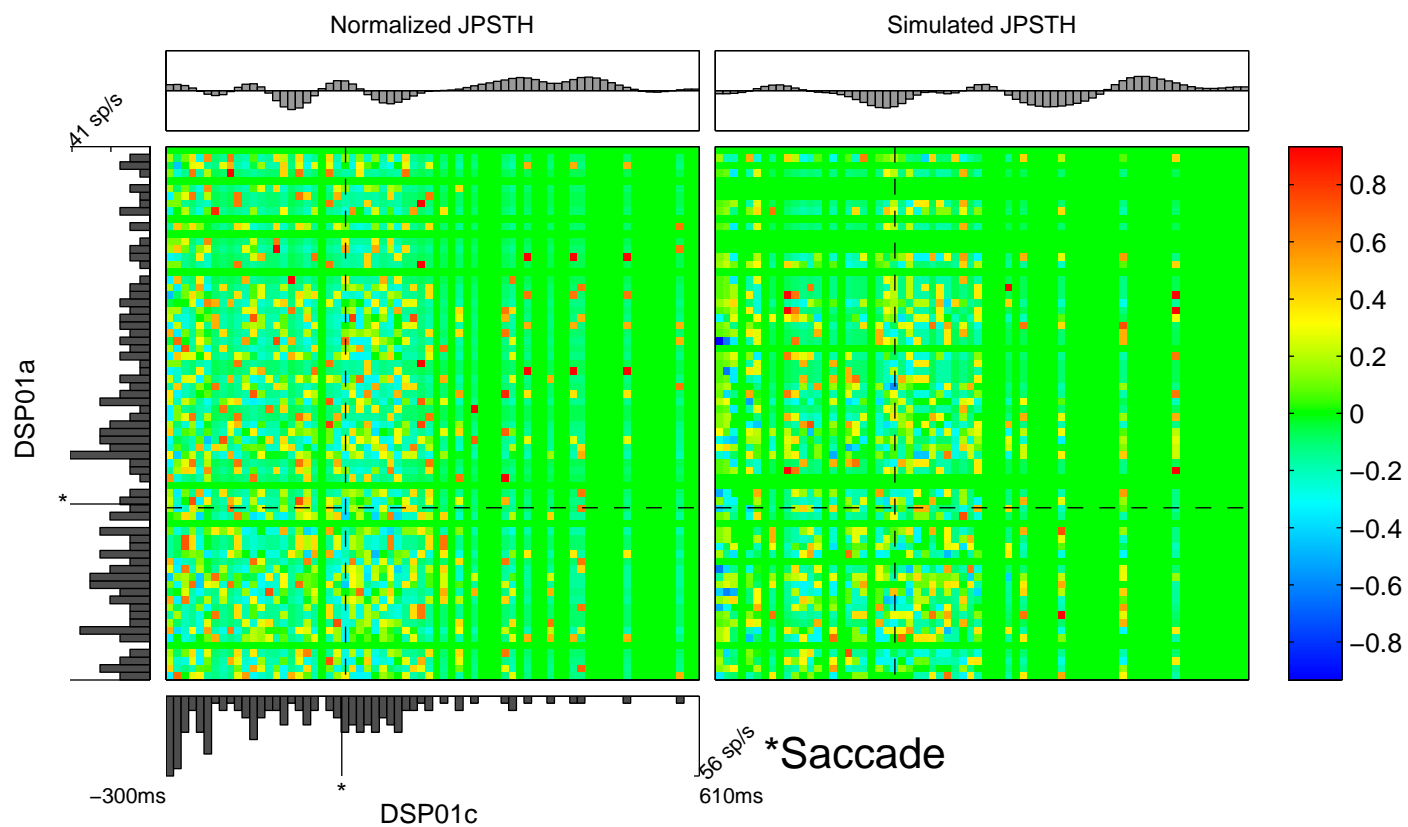 Normalized JPSTH
Simulated JPSTH
41 sp/s
DSP01a
*
0.8
0.6
0.4
0.2
0
−0.2
−0.4
−0.6
−0.8
56 sp/s
*Saccade
−300ms
*
610ms
DSP01c